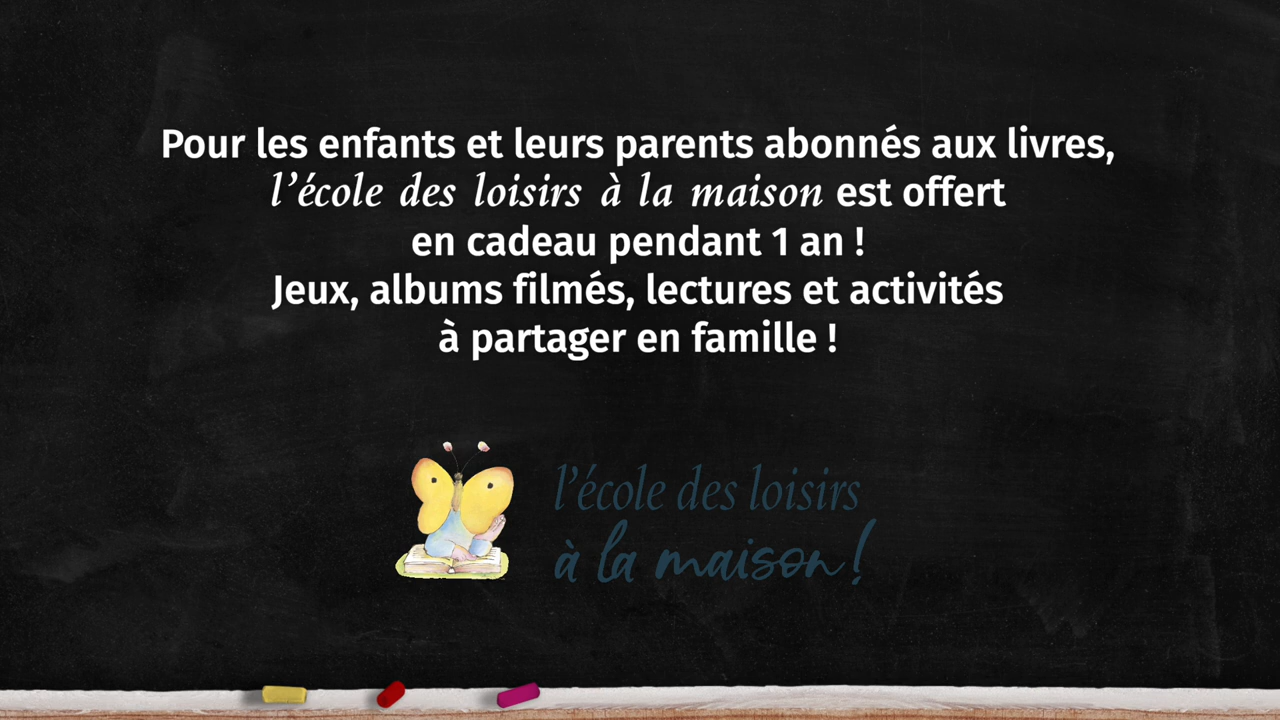 Pour les enfants et leurs parents abonnés aux livres,
l’école des loisirs à la maison est offert
en cadeau pendant 1 an !
Jeux, albums filmés, lectures et activités
à partager en famille !
l’école des loisirs
à la maison !